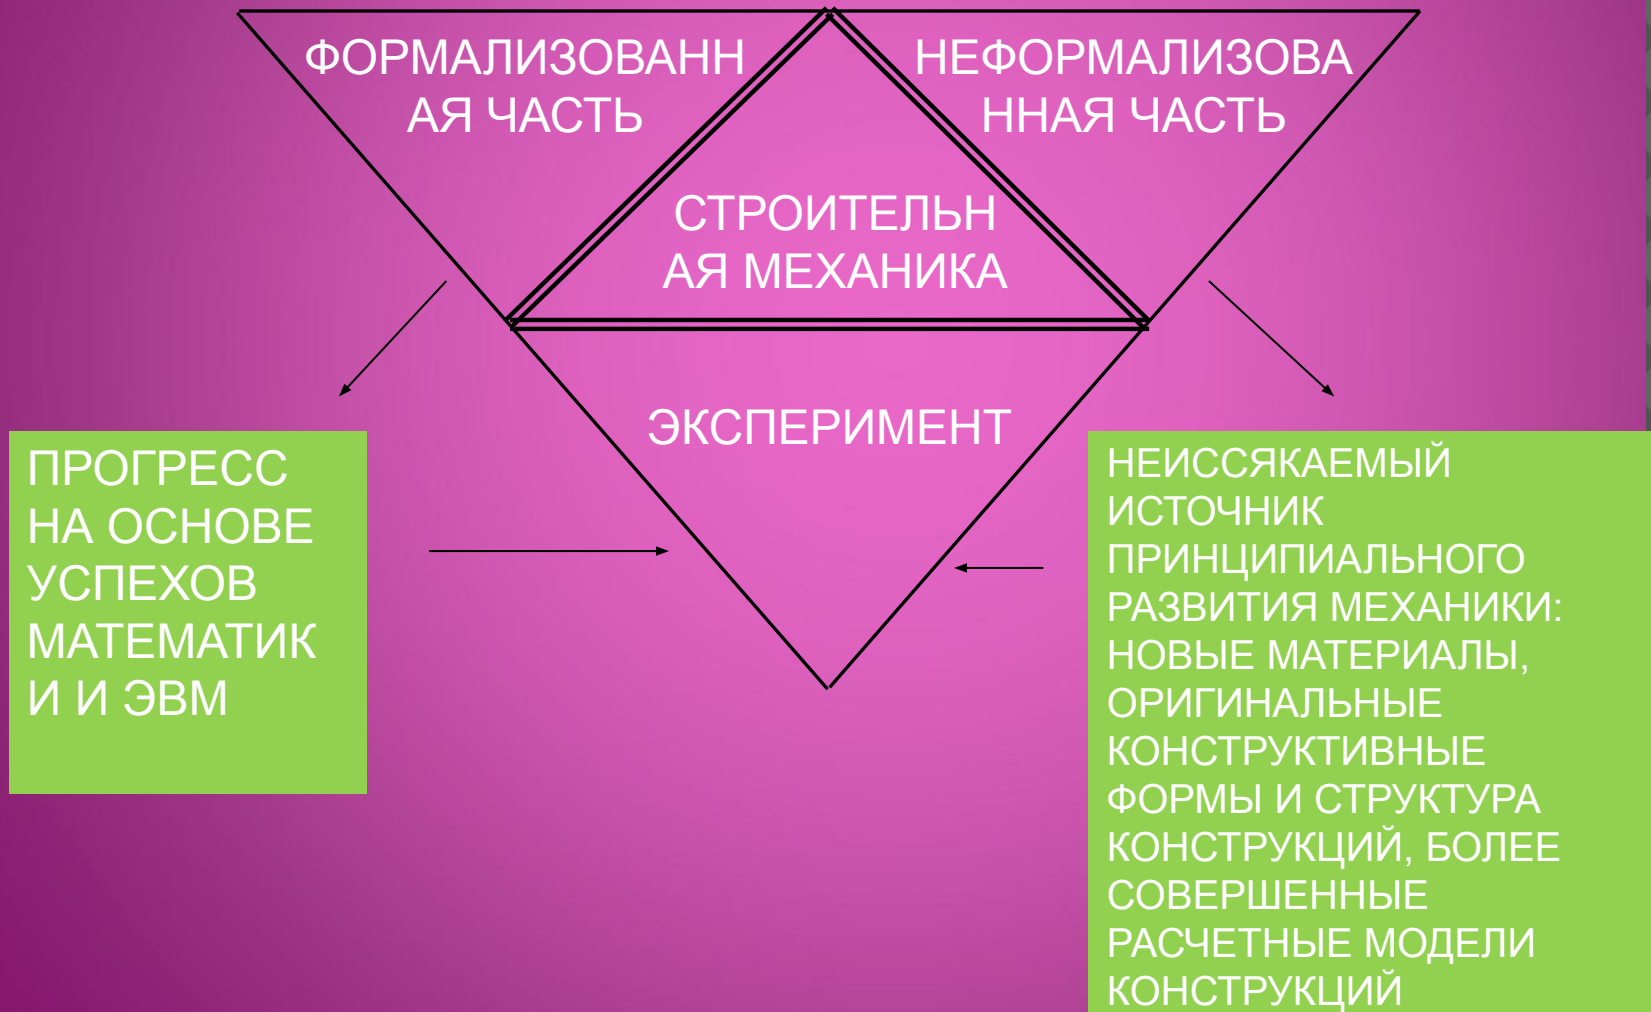 ФОРМАЛИЗОВАНН
АЯ ЧАСТЬ
НЕФОРМАЛИЗОВА
ННАЯ ЧАСТЬ
СТРОИТЕЛЬН
АЯ МЕХАНИКА
ЭКСПЕРИМЕНТ
ПРОГРЕСС
НА ОСНОВЕ
УСПЕХОВ
МАТЕМАТИК
И И ЭВМ
НЕИССЯКАЕМЫЙ
ИСТОЧНИК
ПРИНЦИПИАЛЬНОГО
РАЗВИТИЯ МЕХАНИКИ:
НОВЫЕ МАТЕРИАЛЫ,
ОРИГИНАЛЬНЫЕ
КОНСТРУКТИВНЫЕ
ФОРМЫ И СТРУКТУРА
КОНСТРУКЦИЙ, БОЛЕЕ
СОВЕРШЕННЫЕ
РАСЧЕТНЫЕ МОДЕЛИ
КОНСТРУКЦИЙ